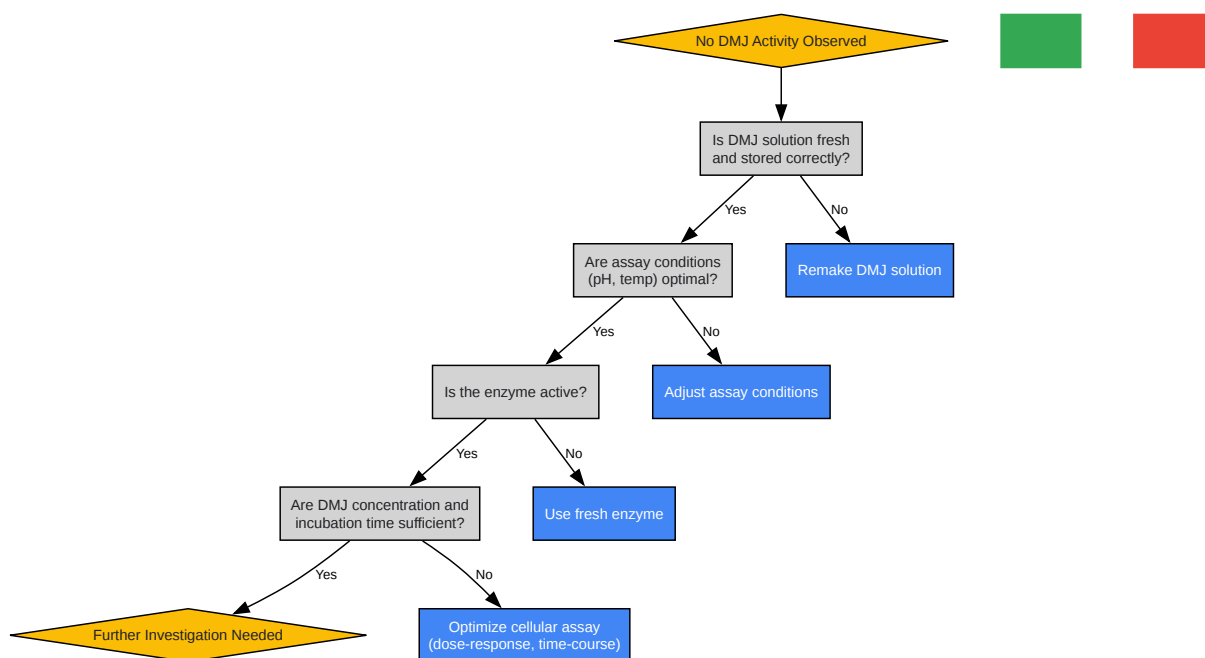 No DMJ Activity Observed
Is DMJ solution fresh
and stored correctly?
Yes
No
Are assay conditions
(pH, temp) optimal?
Remake DMJ solution
Yes
No
Is the enzyme active?
Adjust assay conditions
Yes
No
Are DMJ concentration and
incubation time sufficient?
Use fresh enzyme
Yes
No
Further Investigation Needed
Optimize cellular assay
(dose-response, time-course)